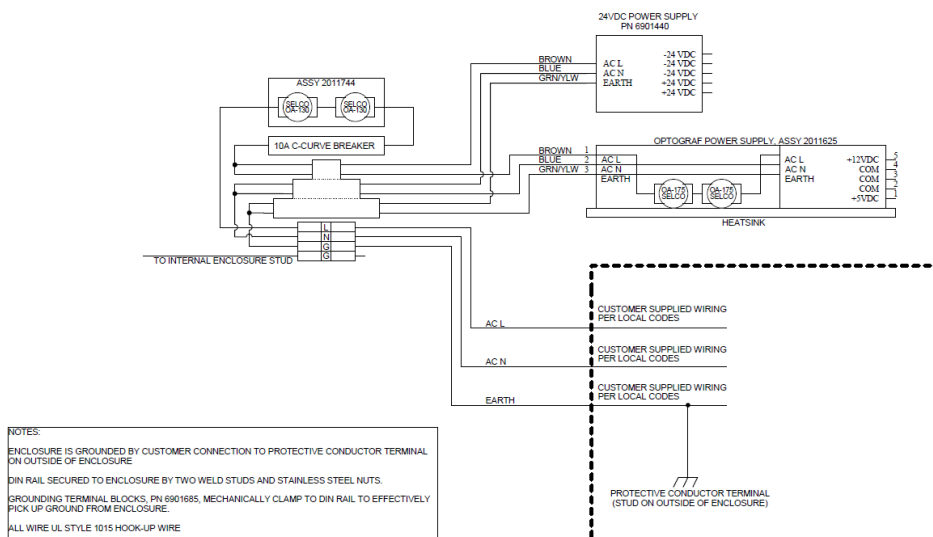 24VDC POWER SUPPLY
PN 6901440
BROWN
BLUE
GRN/YLW
AC L
AC N
EARTH
-24 VDC
-24 VDC
-24 VDC
+24 VDC
+24 VDC
ASSY 2011744
SELCO
OA-130
SELCO
OA-130
10A C-CURVE BREAKER
OPTOGRAF POWER SUPPLY, ASSY 2011625
BROWN 1
BLUE 2
GRN/YLW 3
AC L
AC N
EARTH
OA-175
SELCO
OA-175
SELCO
AC L
AC N
EARTH
+12VDC 5
COM 4
COM 3
COM 2
+5VDC 1
HEATSINK
L
N
G
G
TO INTERNAL ENCLOSURE STUD
AC L
CUSTOMER SUPPLIED WIRING
PER LOCAL CODES
AC N
CUSTOMER SUPPLIED WIRING
PER LOCAL CODES
EARTH
CUSTOMER SUPPLIED WIRING
PER LOCAL CODES
PROTECTIVE CONDUCTOR TERMINAL
(STUD ON OUTSIDE OF ENCLOSURE)
NOTES:
ENCLOSURE IS GROUNDED BY CUSTOMER CONNECTION TO PROTECTIVE CONDUCTOR TERMINAL
ON OUTSIDE OF ENCLOSURE
DIN RAIL SECURED TO ENCLOSURE BY TWO WELD STUDS AND STAINLESS STEEL NUTS.
GROUNDING TERMINAL BLOCKS, PN 6901685, MECHANICALLY CLAMP TO DIN RAIL TO EFFECTIVELY
PICK UP GROUND FROM ENCLOSURE.
ALL WIRE UL STYLE 1015 HOOK-UP WIRE